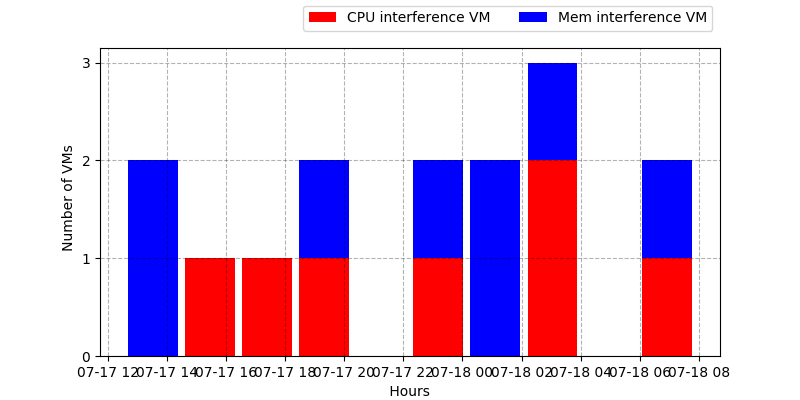 CPU interference VM Mem interference VM
3
2
1
0
Number of VMs
07-17 12 07-17 14 07-17 16 07-17 18 07-17 20 07-17 22 07-18 00 07-18 02 07-18 04 07-18 06 07-18 08
Hours